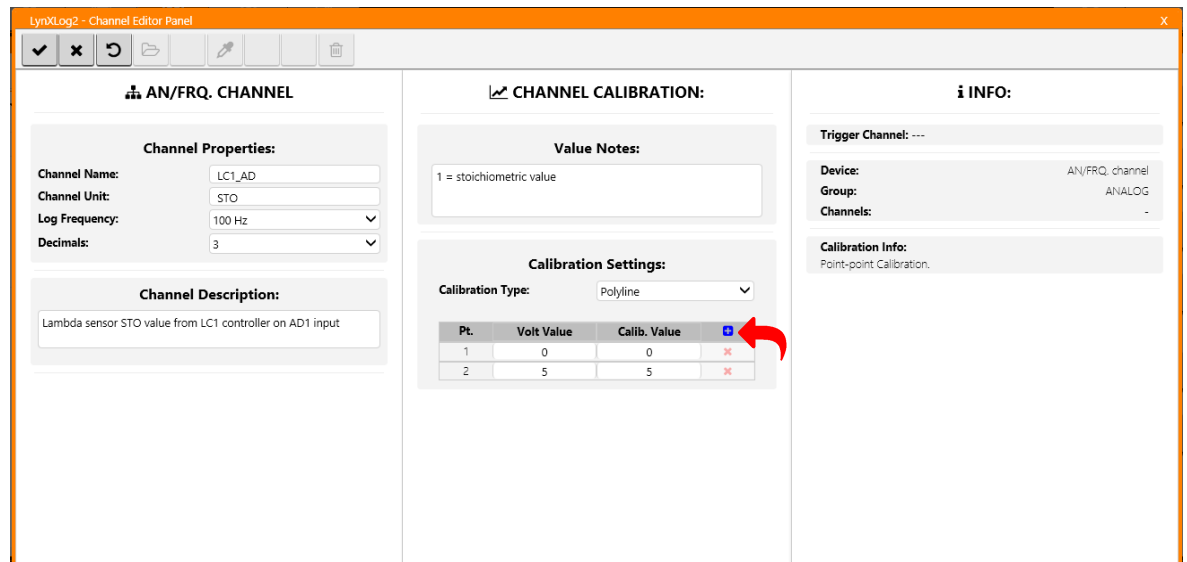 LynXLog2 - Channel Editor Panel X
AN/FRQ. CHANNEL
Channel Properties:
Channel Name: LC1_AD
Channel Unit: STO
Log Frequency: 100 Hz
Decimals: 3
Channel Description:
Lambda sensor STO value from LC1 controller on AD1 input
CHANNEL CALIBRATION:
Value Notes:
1 = stoichiometric value
Calibration Settings:
Calibration Type: Polyline
Pt. Volt Value Calib. Value
1 0 0
2 5 5
INFO:
Trigger Channel: ---
Device: AN/FRQ. channel
Group: ANALOG
Channels: -
Calibration Info:
Point-point Calibration.